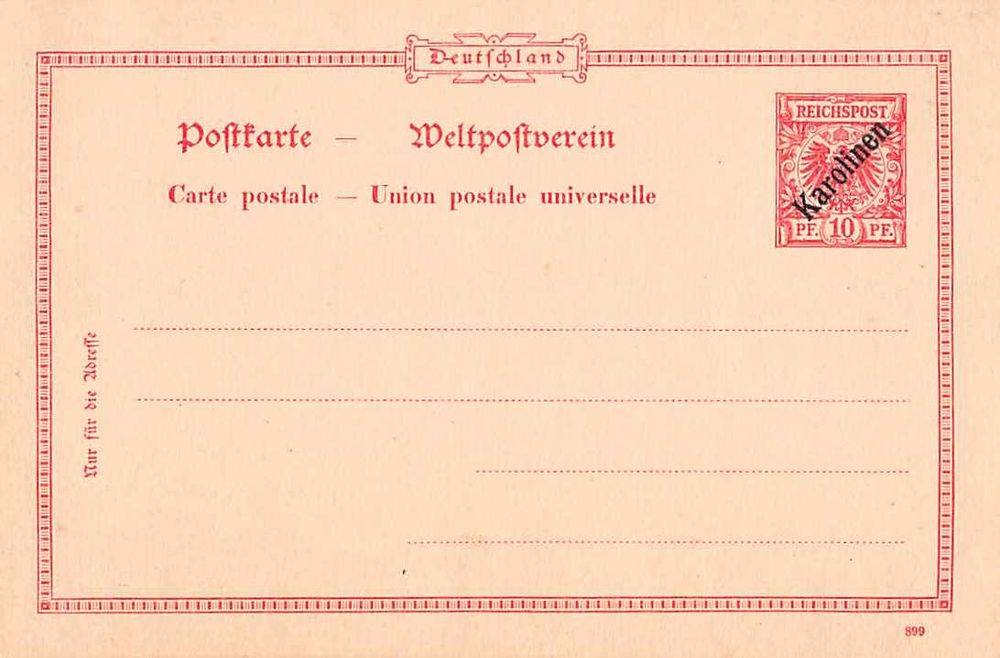 Deutschland
Postkarte — Weltpostverein
Carte postale — Union postale universelle
REICHSPOST
Karolinen
PF. 10 PF.
Nur für die Adresse
899